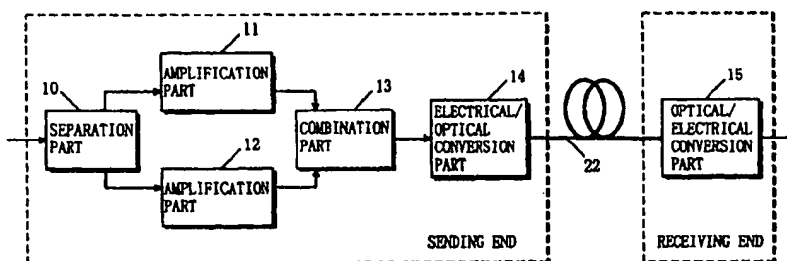 11
AMPLIFICATION
PART
10
SEPARATION
PART
12
AMPLIFICATION
PART
13
COMBINATION
PART
14
ELECTRICAL/
OPTICAL
CONVERSION
PART
22
15
OPTICAL/
ELECTRICAL
CONVERSION
PART
SENDING END
RECEIVING END